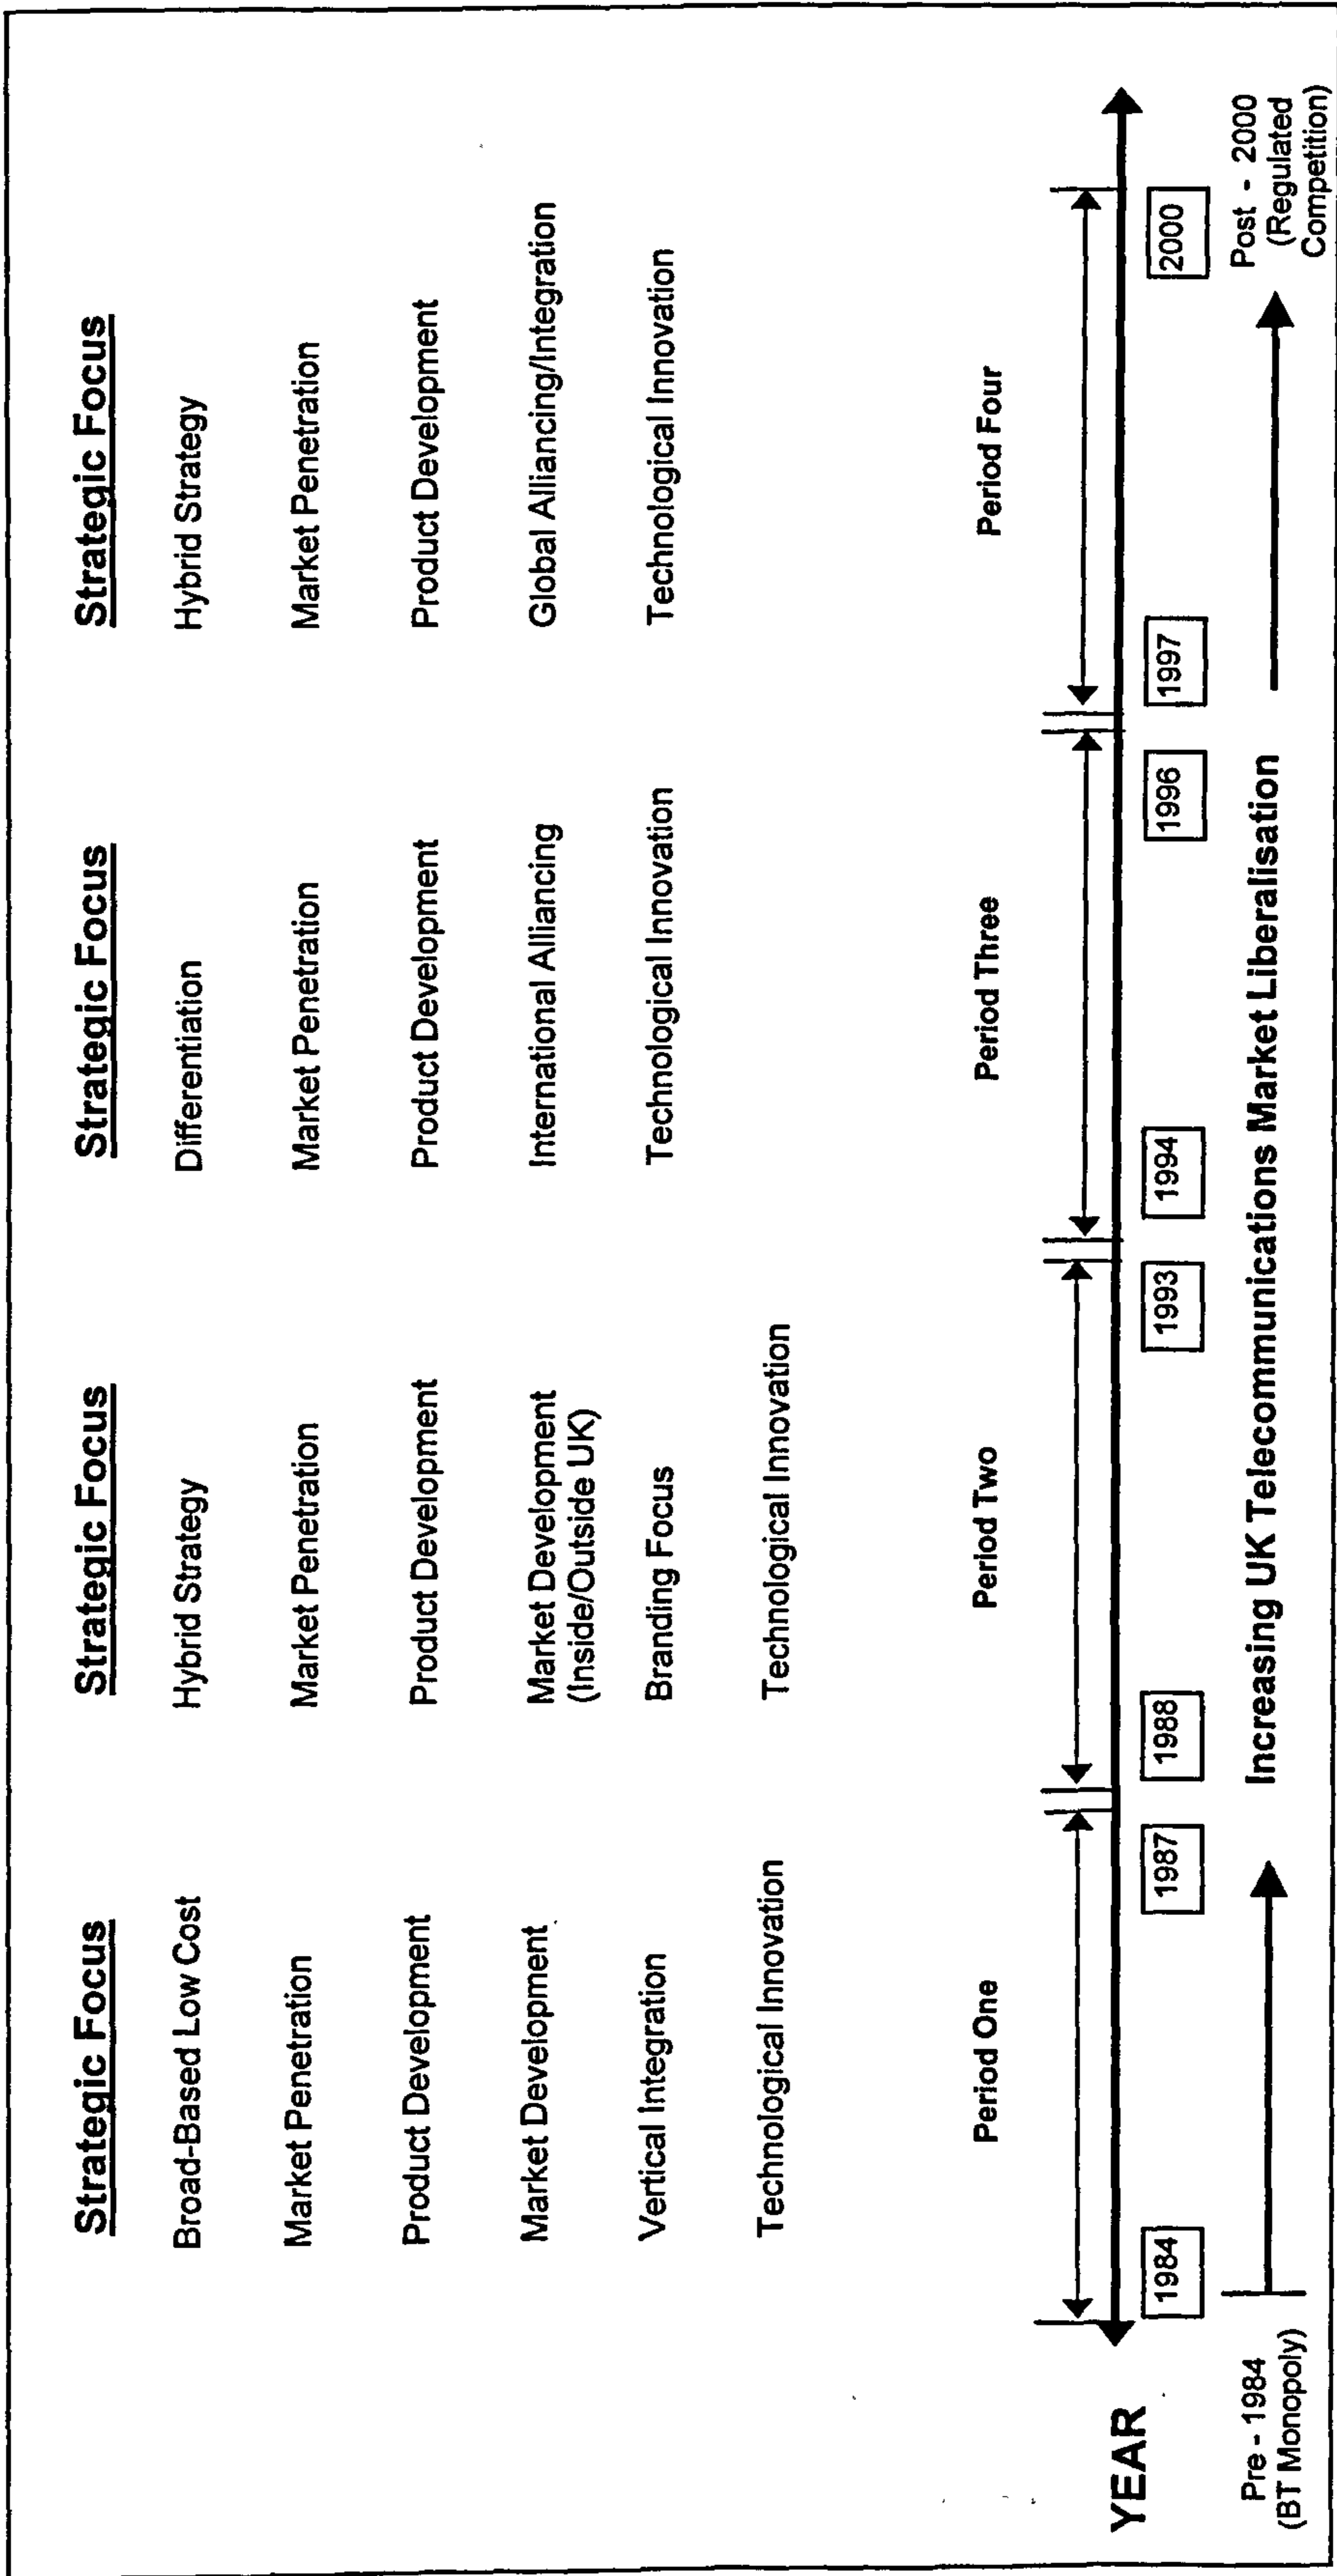 Strategic Focus
Broad-Based Low Cost
Market Penetration
Product Development
Market Development
Vertical Integration
Technological Innovation
Strategic Focus
Hybrid Strategy
Market Penetration
Product Development
Market Development
(Inside/Outside UK)
Branding Focus
Technological Innovation
Strategic Focus
Differentiation
Market Penetration
Product Development
International Alliancing
Technological Innovation
Strategic Focus
Hybrid Strategy
Market Penetration
Product Development
Global Alliancing/Integration
Technological Innovation
Period One
Period Two
Period Three
Period Four
YEAR
1984
1987
1988
1993
1994
1996
1997
2000
Pre - 1984
(BT Monopoly)
Increasing UK Telecommunications Market Liberalisation
Post - 2000
(Regulated
Competition)